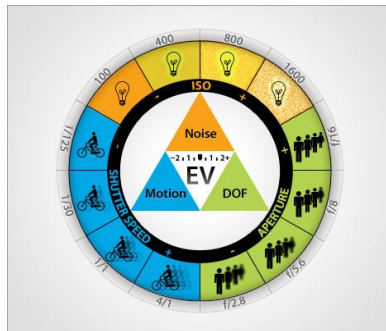 400
800
100
1600
ISO
-
+
Noise
1/125
f/16
-
+
-2 1 1 2+
EV
Motion
DOF
SHUTTER SPEED
APERTURE
1/30
f/8
+
-
1/1
f/5.6
4/1
f/2.8